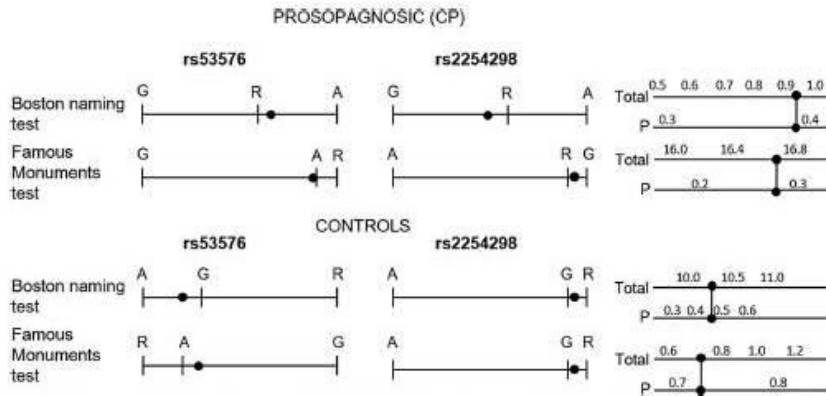 PROSOPAGNOSIC (CP)
rs53576 rs2254298
G R A G R A 0.5 0.6 0.7 0.8 0.9 1.0
Boston naming Total
test P 0.3 0.4
Famous G A R A R G 16.0 16.4 16.8
Monuments Total
test P 0.2 0.3
CONTROLS
rs53576 rs2254298
A G R A G R 10.0 10.5 11.0
Boston naming Total
test P 0.3 0.4 0.5 0.6
Famous R A G A G R 0.6 0.8 1.0 1.2
Monuments Total
test P 0.7 0.8